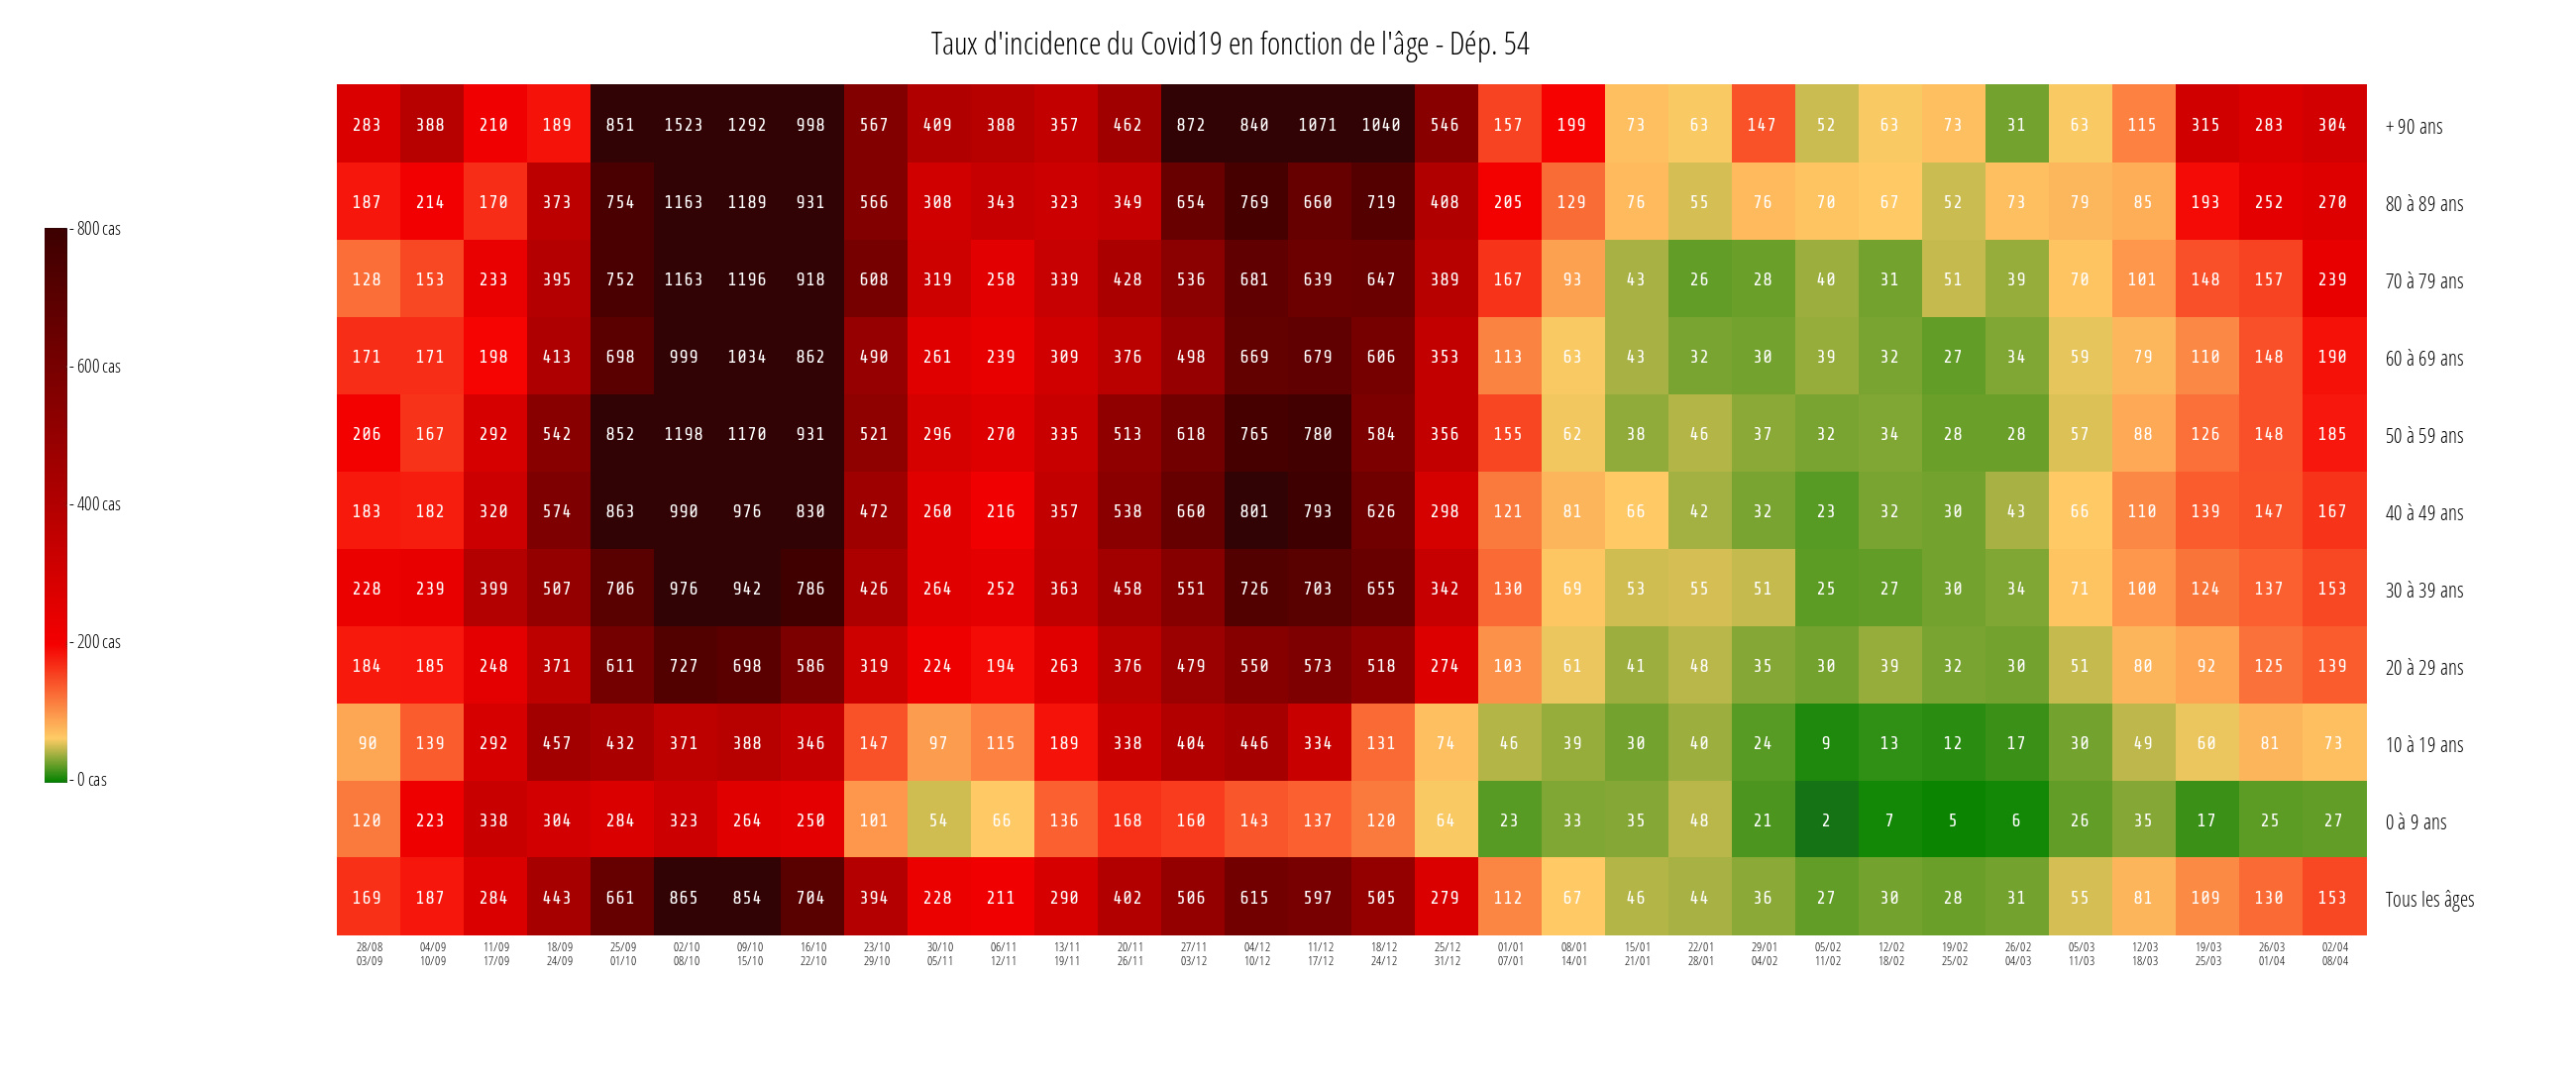 Taux d'incidence du Covid19 en fonction de l'âge - Dép. 54
- 800 cas
- 600 cas
- 400 cas
- 200 cas
- 0 cas
283 388 210 189 851 1523 1292 998 567 409 388 357 462 872 840 1071 1040 546 157 199 73 63 147 52 63 73 31 63 115 315 283 304 + 90 ans
187 214 170 373 754 1163 1189 931 566 308 343 323 349 654 769 660 719 408 205 129 76 55 76 70 67 52 73 79 85 193 252 270 80 à 89 ans
128 153 233 395 752 1163 1196 918 608 319 258 339 428 536 681 639 647 389 167 93 43 26 28 40 31 51 39 70 101 148 157 239 70 à 79 ans
171 171 198 413 698 999 1034 862 490 261 239 309 376 498 669 679 606 353 113 63 43 32 30 39 32 27 34 59 79 110 148 190 60 à 69 ans
206 167 292 542 852 1198 1170 931 521 296 270 335 513 618 765 780 584 356 155 62 38 46 37 32 34 28 28 57 88 126 148 185 50 à 59 ans
183 182 320 574 863 990 976 830 472 260 216 357 538 660 801 793 626 298 121 81 66 42 32 23 32 30 43 66 110 139 147 167 40 à 49 ans
228 239 399 507 706 976 942 786 426 264 252 363 458 551 726 703 655 342 130 69 53 55 51 25 27 30 34 71 100 124 137 153 30 à 39 ans
184 185 248 371 611 727 698 586 319 224 194 263 376 479 550 573 518 274 103 61 41 48 35 30 39 32 30 51 80 92 125 139 20 à 29 ans
90 139 292 457 432 371 388 346 147 97 115 189 338 404 446 334 131 74 46 39 30 40 24 9 13 12 17 30 49 60 81 73 10 à 19 ans
120 223 338 304 284 323 264 250 101 54 66 136 168 160 143 137 120 64 23 33 35 48 21 2 7 5 6 26 35 17 25 27 0 à 9 ans
169 187 284 443 661 865 854 704 394 228 211 290 402 506 615 597 505 279 112 67 46 44 36 27 30 28 31 55 81 109 130 153 Tous les âges
28/08 04/09 11/09 18/09 25/09 02/10 09/10 16/10 23/10 30/10 06/11 13/11 20/11 27/11 04/12 11/12 18/12 25/12 01/01 08/01 15/01 22/01 29/01 05/02 12/02 19/02 26/02 05/03 12/03 19/03 26/03 02/04
03/09 10/09 17/09 24/09 01/10 08/10 15/10 22/10 29/10 05/11 12/11 19/11 26/11 03/12 10/12 17/12 24/12 31/12 07/01 14/01 21/01 28/01 04/02 11/02 18/02 25/02 04/03 11/03 18/03 25/03 01/04 08/04